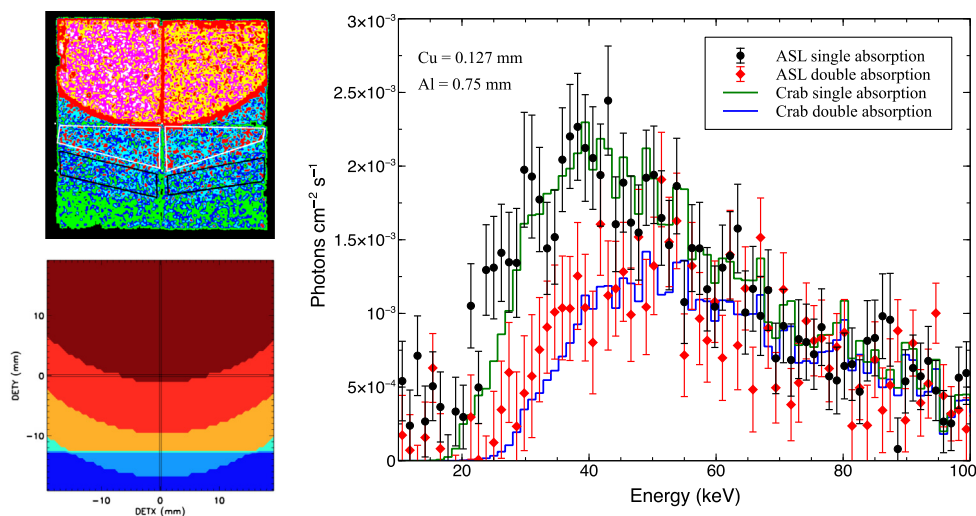 10
0
-10
DETY (mm)
-10
0
10
DETX (mm)
Cu = 0.127 mm
Al = 0.75 mm
ASL single absorption
ASL double absorption
Crab single absorption
Crab double absorption
3×10⁻³
2.5×10⁻³
2×10⁻³
1.5×10⁻³
1×10⁻³
5×10⁻⁴
0
Photons cm⁻² s⁻¹
20
40
60
80
100
Energy (keV)